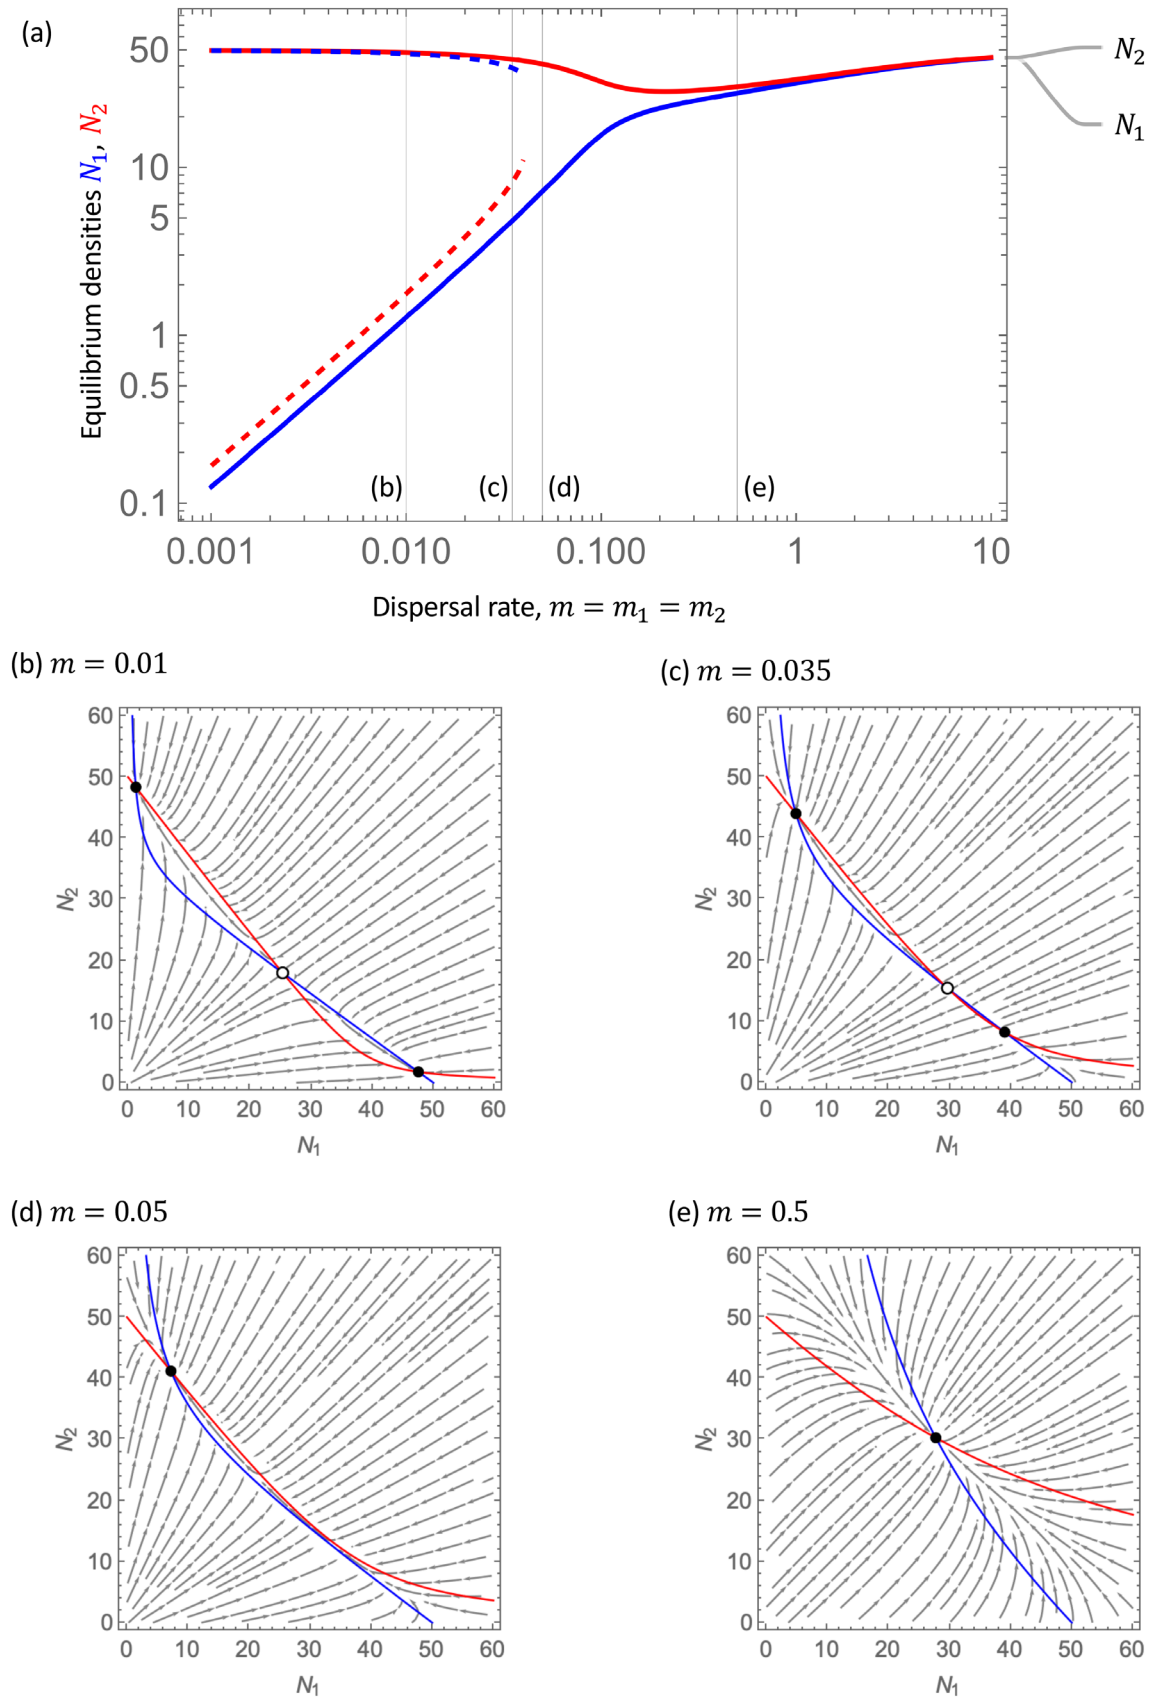 (a)
Equilibrium densities N₁, N₂
50
10
5
1
0.5
0.1
N₂
N₁
(b)
(c)
(d)
(e)
0.001
0.010
0.100
1
10
Dispersal rate, m = m₁ = m₂
(b) m = 0.01
(c) m = 0.035
N₂
60
50
40
30
20
10
0
0 10 20 30 40 50 60
N₁
N₂
60
50
40
30
20
10
0
0 10 20 30 40 50 60
N₁
(d) m = 0.05
(e) m = 0.5
N₂
60
50
40
30
20
10
0
0 10 20 30 40 50 60
N₁
N₂
60
50
40
30
20
10
0
0 10 20 30 40 50 60
N₁